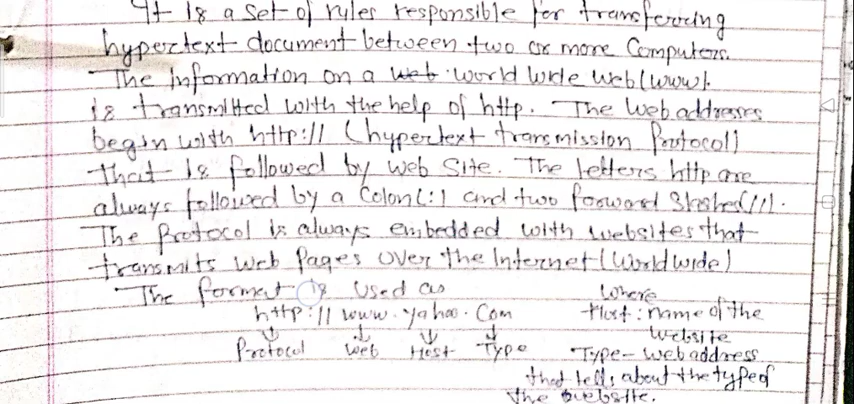 It is a set of rules responsible for transferring
hypertext document between two or more Computers.
The Information on a web world wide web (www).
is transmitted with the help of http. The web addresses
begin with http:// (hypertext transmission Protocol)
that is followed by web site. The letters http are
always followed by a Colon (:) and two forward slashes (//).
The Protocol is always embedded with websites that
transmits web Pages over the Internet (World wide)
The format is used as where
http://www.yahoo.com Host: name of the
website
Protocol web Host Type Type - web address
that tells about the type of
the website.